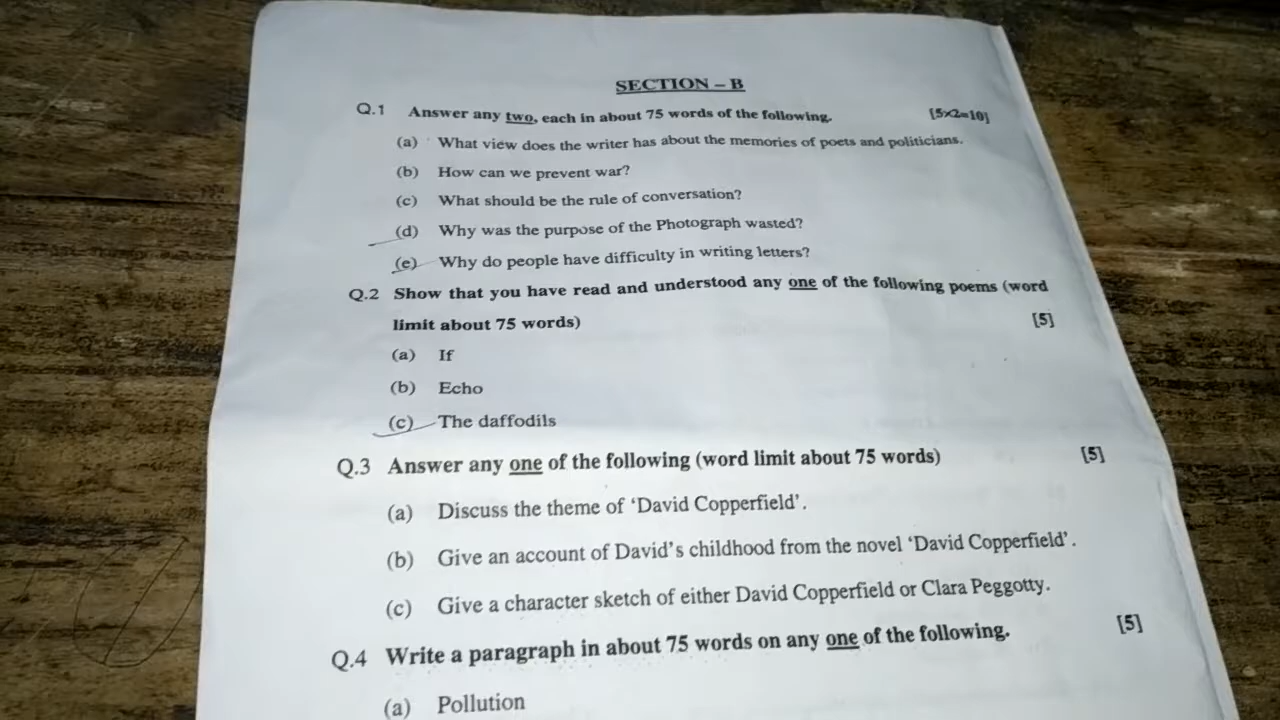 SECTION – B
Q.1 Answer any two, each in about 75 words of the following. [5×2=10]
(a) What view does the writer has about the memories of poets and politicians.
(b) How can we prevent war?
(c) What should be the rule of conversation?
(d) Why was the purpose of the Photograph wasted?
(e) Why do people have difficulty in writing letters?
Q.2 Show that you have read and understood any one of the following poems (word
limit about 75 words) [5]
(a) If
(b) Echo
(c) The daffodils
Q.3 Answer any one of the following (word limit about 75 words) [5]
(a) Discuss the theme of ‘David Copperfield’.
(b) Give an account of David’s childhood from the novel ‘David Copperfield’.
(c) Give a character sketch of either David Copperfield or Clara Peggotty.
Q.4 Write a paragraph in about 75 words on any one of the following. [5]
(a) Pollution